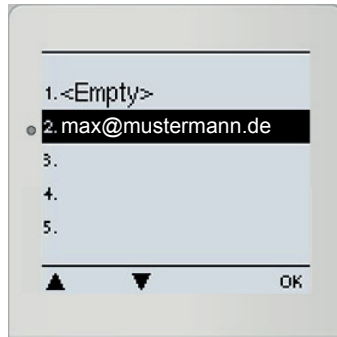 1.<Empty>
2. max@mustermann.de
3.
4.
5.
▲ ▼ OK